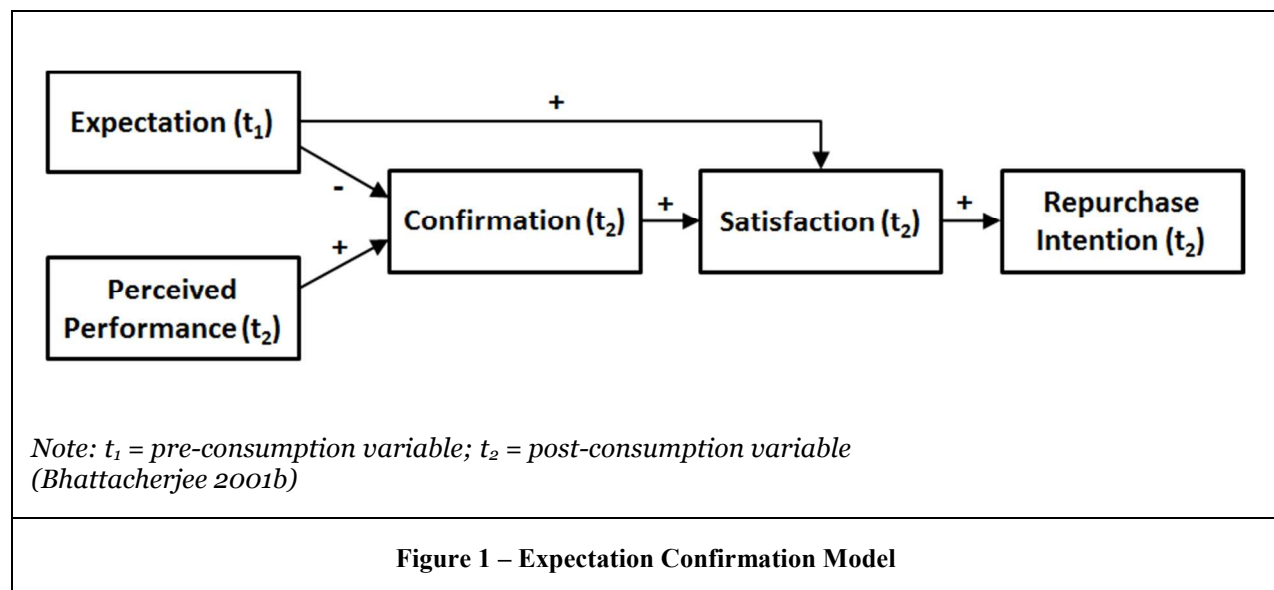 Expectation (t₁)
+
-
Confirmation (t₂)
+
Satisfaction (t₂)
+
Repurchase
Intention (t₂)
+
Perceived
Performance (t₂)
Note: t₁ = pre-consumption variable; t₂ = post-consumption variable
(Bhattacherjee 2001b)
Figure 1 – Expectation Confirmation Model